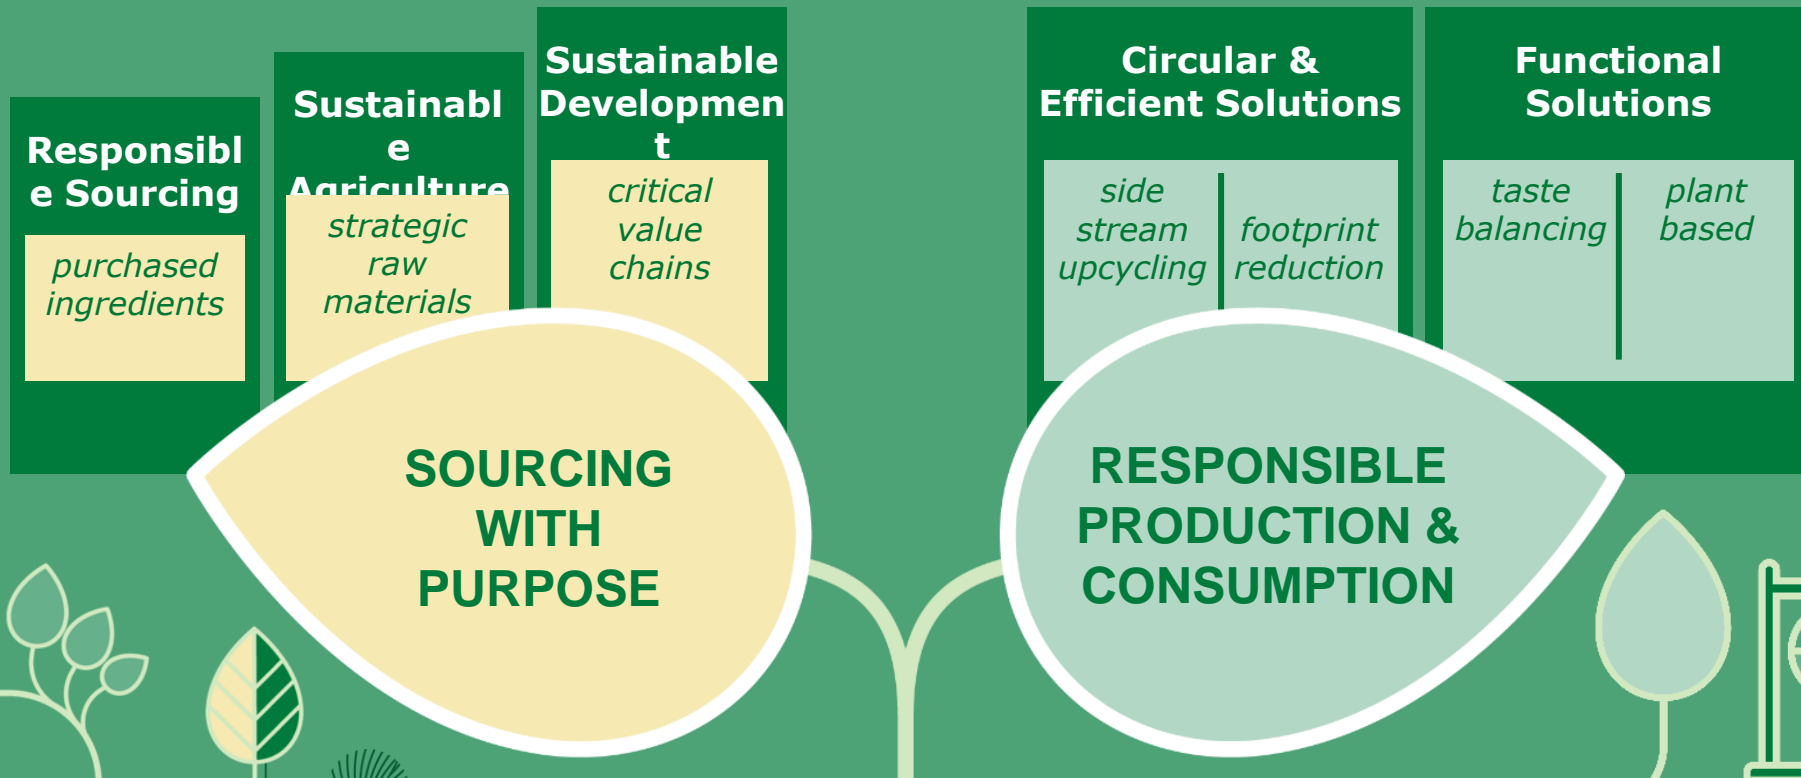 Responsibl
e Sourcing
purchased
ingredients
Sustainabl
e
Agriculture
strategic
raw
materials
Sustainable
Developmen
t
critical
value
chains
Circular &
Efficient Solutions
side
stream
upcycling
footprint
reduction
Functional
Solutions
taste
balancing
plant
based
SOURCING
WITH
PURPOSE
RESPONSIBLE
PRODUCTION &
CONSUMPTION